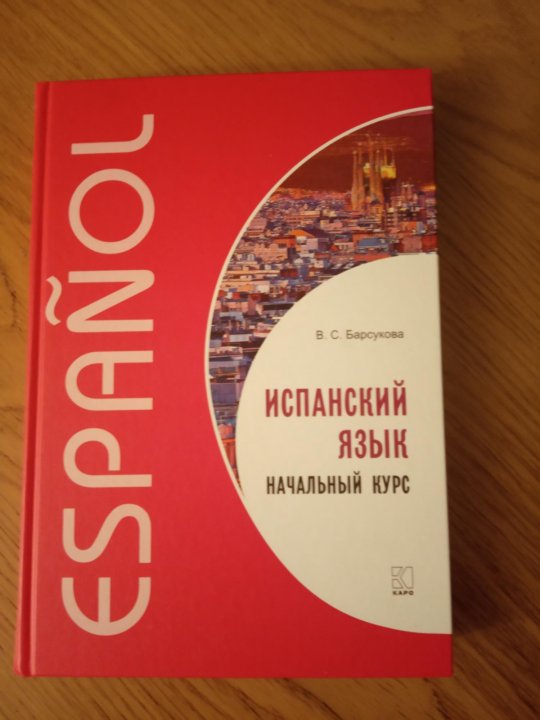 ESPAÑOL
В. С. Барсукова
ИСПАНСКИЙ
ЯЗЫК
НАЧАЛЬНЫЙ КУРС
КАРО